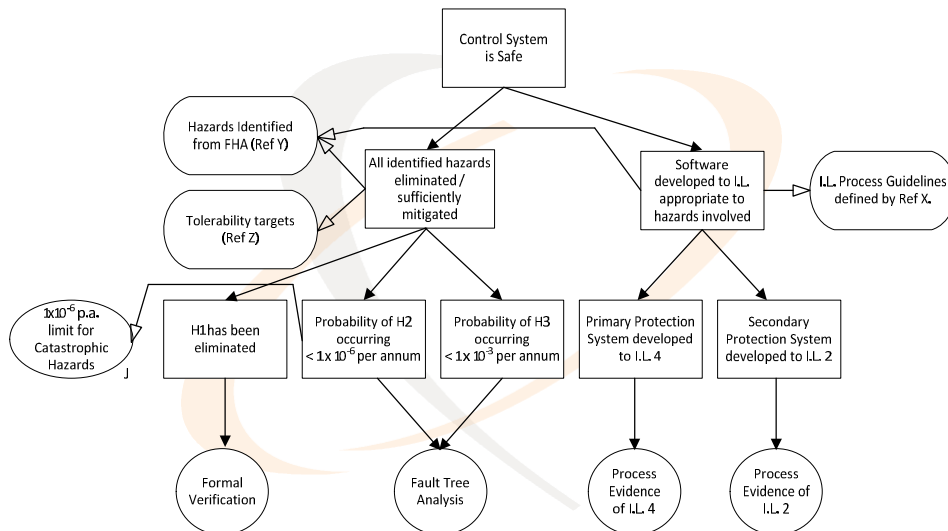 Control System
is Safe
Hazards Identified
from FHA (Ref Y)
All identified hazards
eliminated /
sufficiently
mitigated
Software
developed to I.L.
appropriate to
hazards involved
I.L. Process Guidelines
defined by Ref X.
Tolerability targets
(Ref Z)
1x10⁻⁶ p.a.
limit for
Catastrophic
Hazards
H1 has been
eliminated
Probability of H2
occurring
< 1x 10⁻⁶ per annum
Probability of H3
occurring
< 1x 10⁻³ per annum
Primary Protection
System developed
to I.L. 4
Secondary
Protection System
developed to I.L. 2
Formal
Verification
Fault Tree
Analysis
Process
Evidence
of I.L. 4
Process
Evidence of
I.L. 2